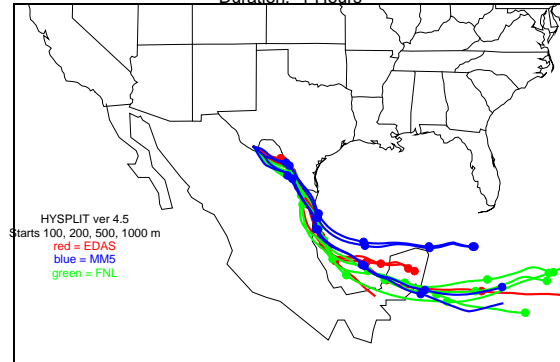 HYSPLIT ver 4.5
Starts 100, 200, 500, 1000 m
red = EDAS
blue = MM5
green = FNL